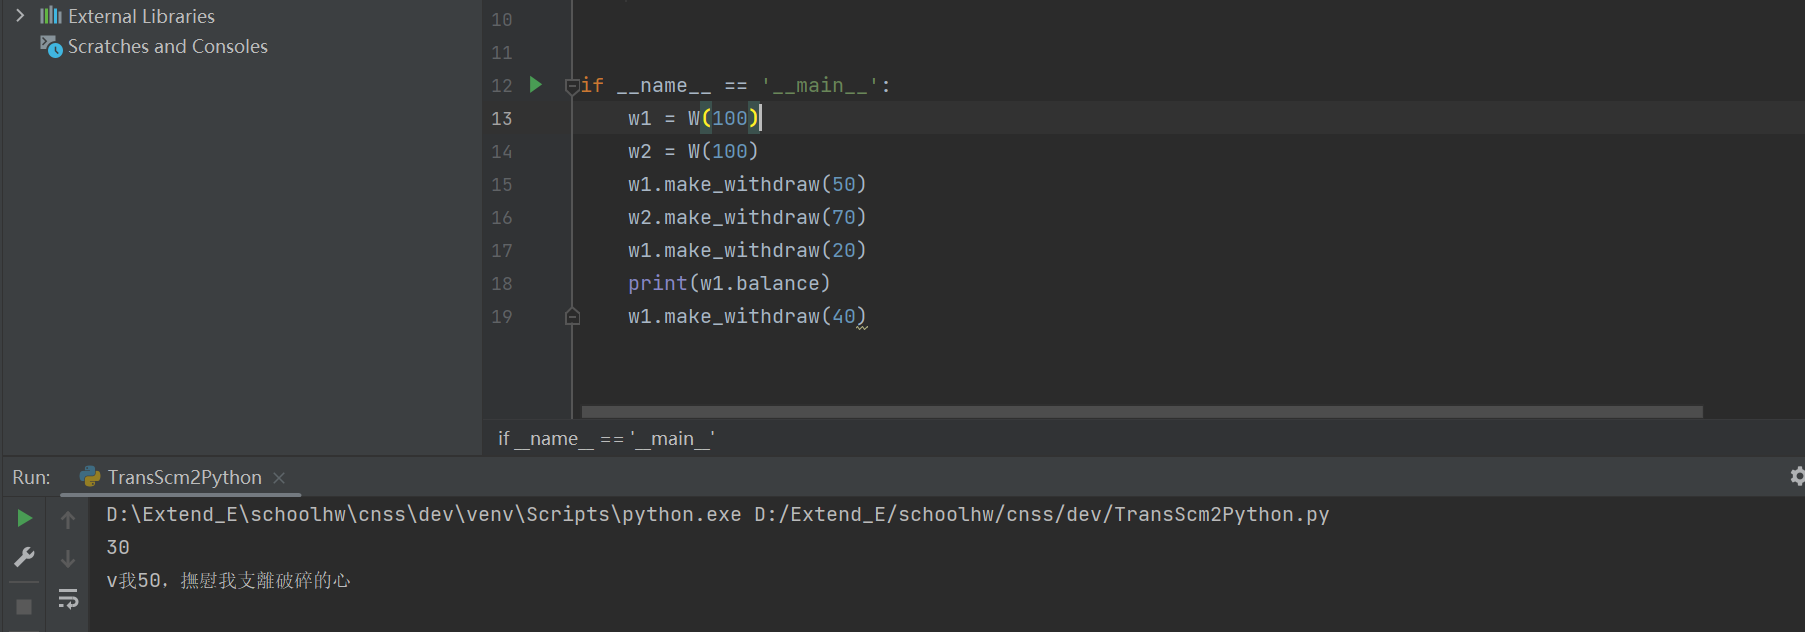 External Libraries
Scratches and Consoles
10
11
12 if __name__ == '__main__':
13 w1 = W(100)
14 w2 = W(100)
15 w1.make_withdraw(50)
16 w2.make_withdraw(70)
17 w1.make_withdraw(20)
18 print(w1.balance)
19 w1.make_withdraw(40)
if __name__ == '__main__'
Run: TransScm2Python
D:\Extend_E\schoolhw\cnss\dev\venv\Scripts\python.exe D:/Extend_E/schoolhw/cnss/dev/TransScm2Python.py
30
v我50，撫慰我支離破碎的心